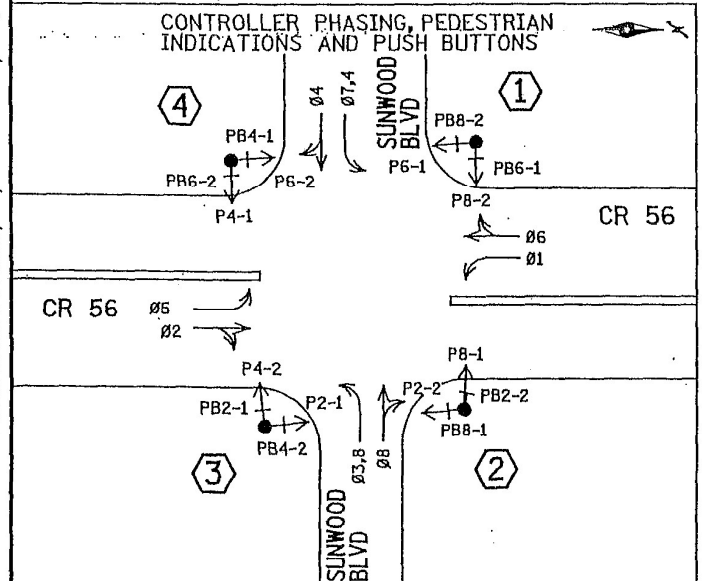 CONTROLLER PHASING, PEDESTRIAN
INDICATIONS AND PUSH BUTTONS
4
Ø4
Ø7,4
SUNWOOD
BLVD
1
PB4-1
PB8-2
PB6-2
P6-2
P6-1
PB6-1
P4-1
P8-2
CR 56
Ø6
Ø1
CR 56
Ø5
Ø2
P4-2
P8-1
PB2-1
P2-1
P2-2
PB2-2
PB4-2
PB8-1
Ø3,8
Ø8
3
2
SUNWOOD
BLVD